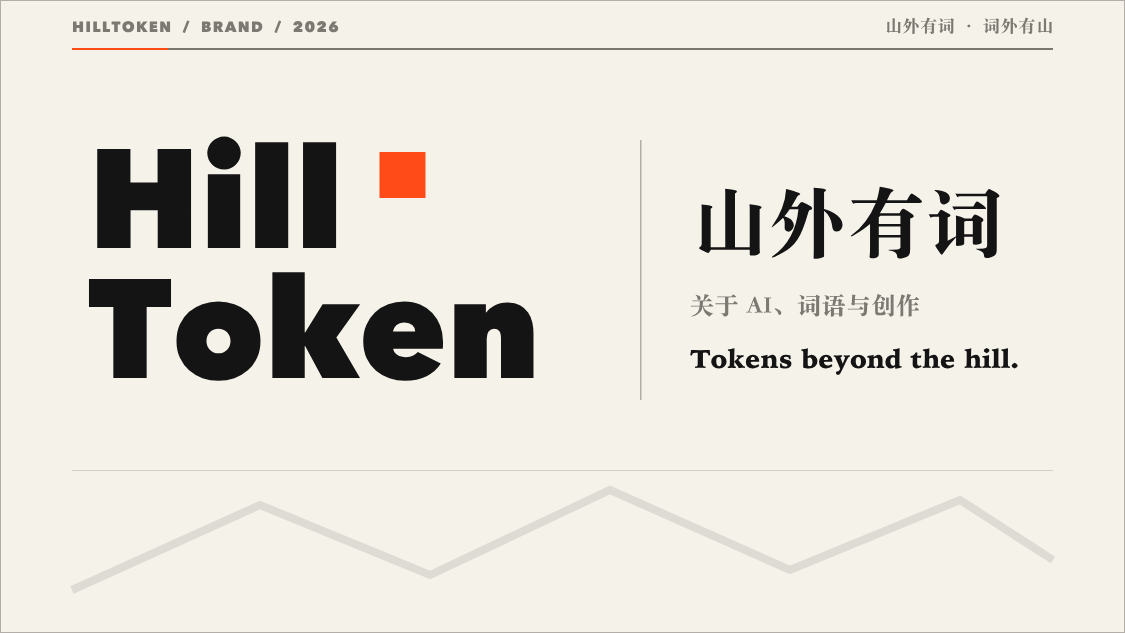 HILLTOKEN / BRAND / 2026
山外有词 · 词外有山
Hill
Token
山外有词
关于 AI、词语与创作
Tokens beyond the hill.